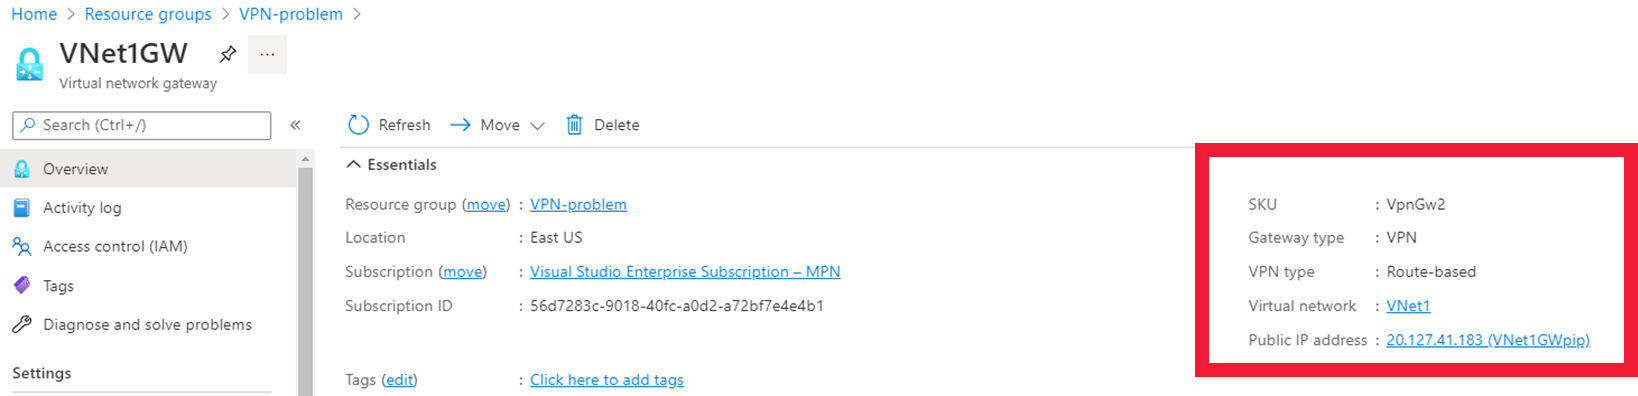 Home > Resource groups > VPN-problem >
VNet1GW
...
Virtual network gateway
Search (Ctrl+/)
«
Refresh
Move
Delete
Overview
Activity log
Access control (IAM)
Tags
Diagnose and solve problems
Settings
Essentials
Resource group (move) : VPN-problem
Location : East US
Subscription (move) : Visual Studio Enterprise Subscription – MPN
Subscription ID : 56d7283c-9018-40fc-a0d2-a72bf7e4e4b1
Tags (edit) : Click here to add tags
SKU : VpnGw2
Gateway type : VPN
VPN type : Route-based
Virtual network : VNet1
Public IP address : 20.127.41.183 (VNet1GWpip)